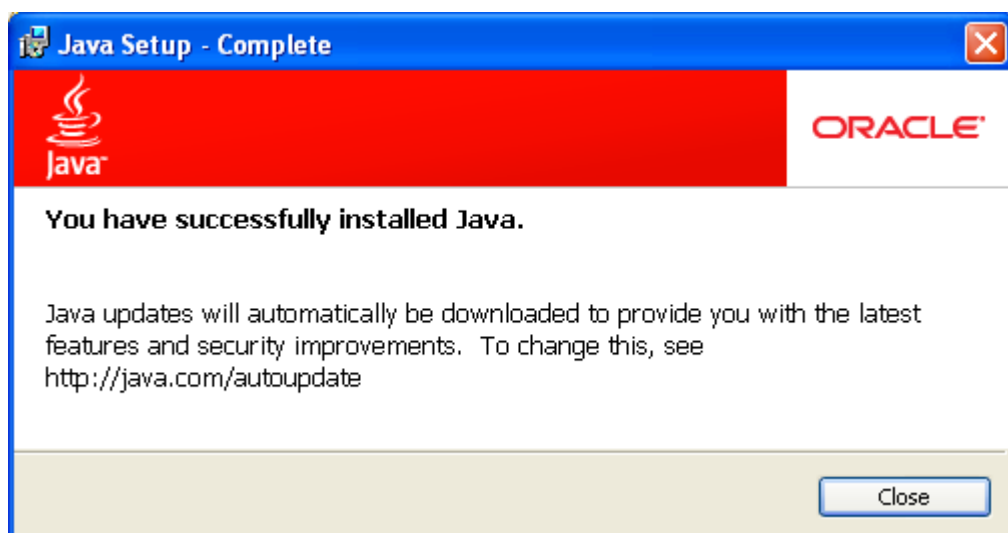 Java Setup - Complete
Java™
ORACLE®
You have successfully installed Java.
Java updates will automatically be downloaded to provide you with the latest
features and security improvements.  To change this, see
http://java.com/autoupdate
Close